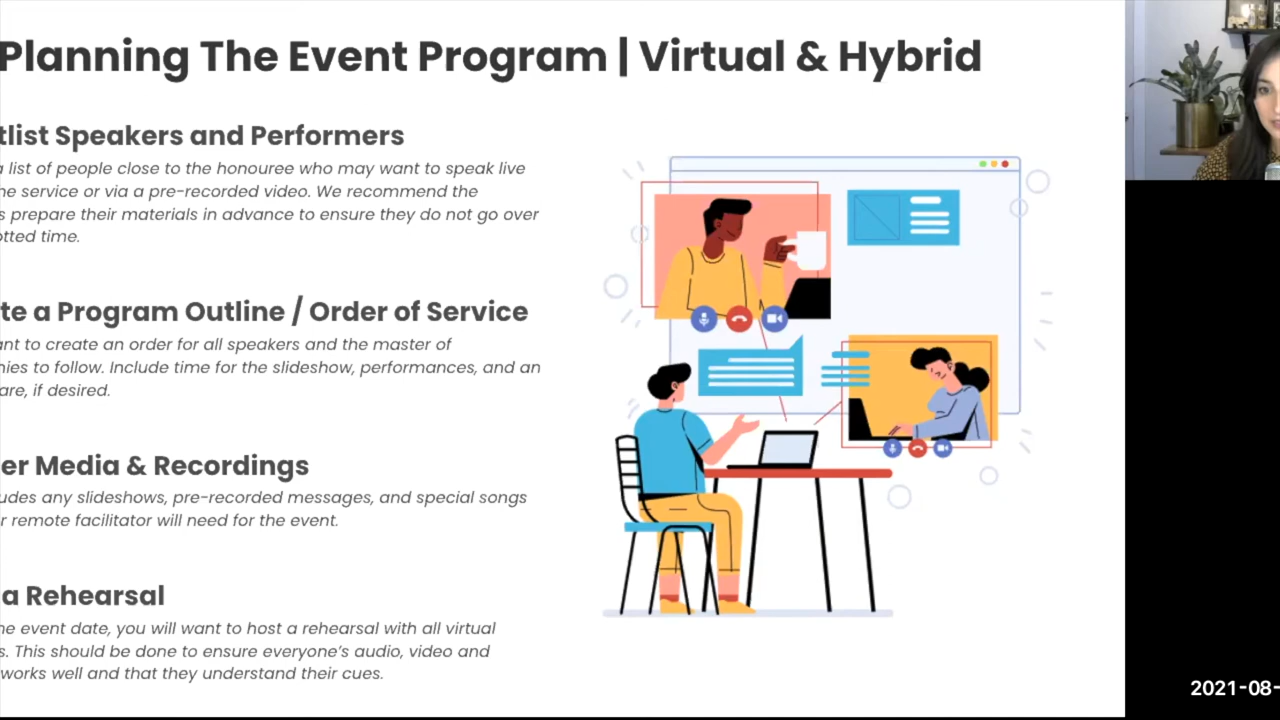 Planning The Event Program | Virtual & Hybrid
tlist Speakers and Performers
a list of people close to the honouree who may want to speak live
he service or via a pre-recorded video. We recommend the
s prepare their materials in advance to ensure they do not go over
otted time.
te a Program Outline / Order of Service
ant to create an order for all speakers and the master of
nies to follow. Include time for the slideshow, performances, and an
are, if desired.
er Media & Recordings
udes any slideshows, pre-recorded messages, and special songs
r remote facilitator will need for the event.
a Rehearsal
he event date, you will want to host a rehearsal with all virtual
s. This should be done to ensure everyone's audio, video and
works well and that they understand their cues.
2021-08-